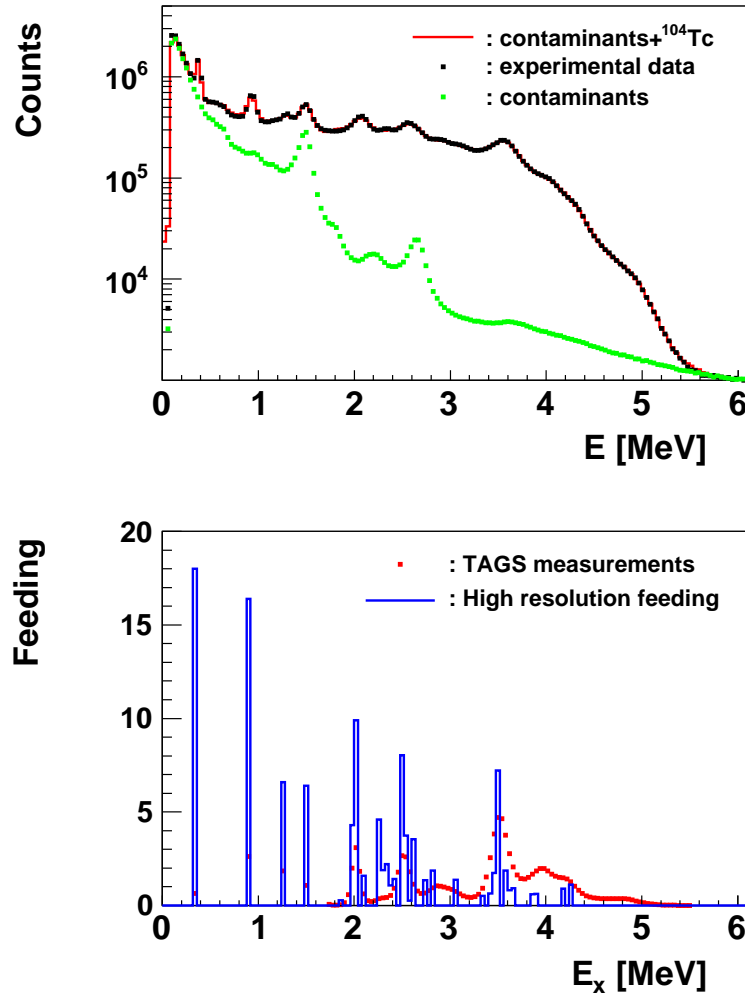 Counts
10⁶
10⁵
10⁴
: contaminants+¹⁰⁴Tc
: experimental data
: contaminants
0 1 2 3 4 5 6
E [MeV]
Feeding
20
15
10
5
0
: TAGS measurements
: High resolution feeding
0 1 2 3 4 5 6
Eₓ [MeV]